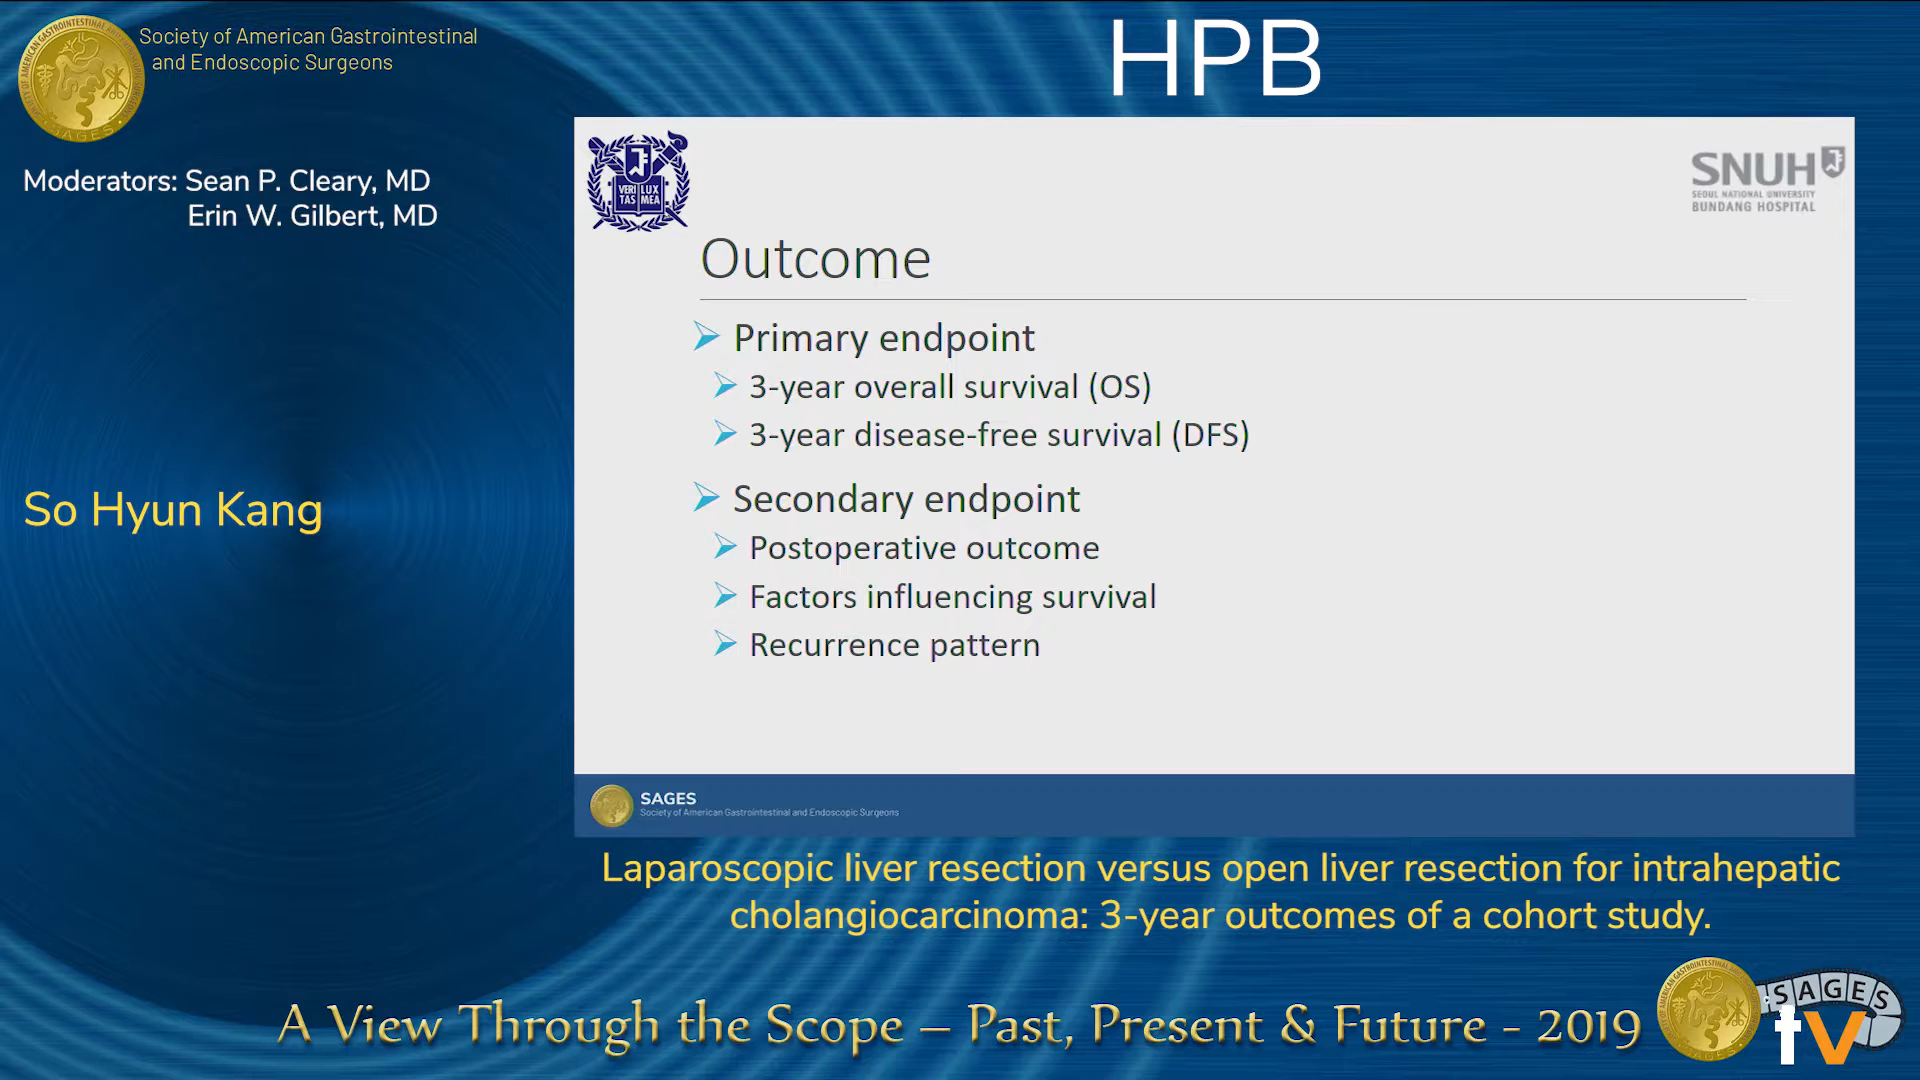 Society of American Gastrointestinal
and Endoscopic Surgeons
HPB
Moderators: Sean P. Cleary, MD
Erin W. Gilbert, MD
VERI LUX
TAS MEA
SNUH
SEOUL NATIONAL UNIVERSITY
BUNDANG HOSPITAL
Outcome
Primary endpoint
3-year overall survival (OS)
3-year disease-free survival (DFS)
Secondary endpoint
Postoperative outcome
Factors influencing survival
Recurrence pattern
So Hyun Kang
SAGES
Society of American Gastrointestinal and Endoscopic Surgeons
Laparoscopic liver resection versus open liver resection for intrahepatic
cholangiocarcinoma: 3-year outcomes of a cohort study.
A View Through the Scope – Past, Present & Future - 2019
SAGES
tv